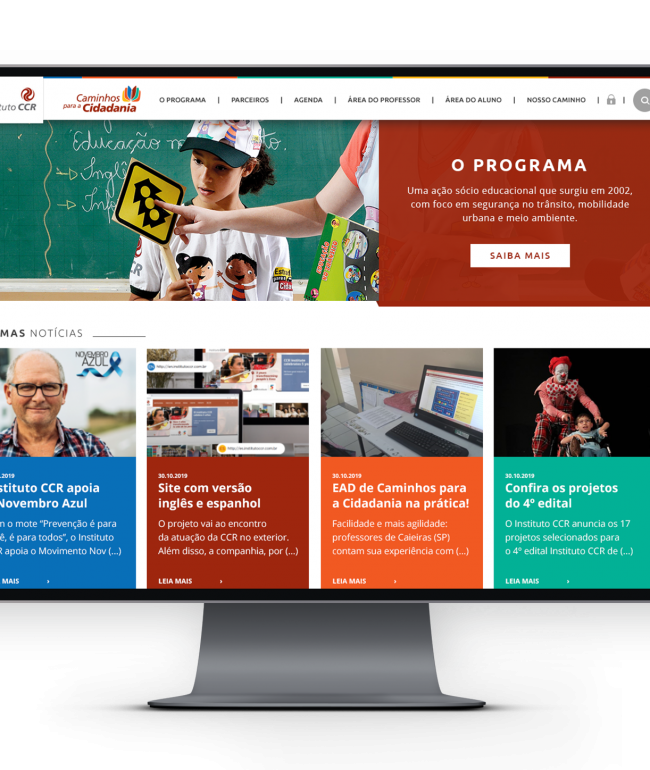 tuto CCR
Caminhos
para a Cidadania
O PROGRAMA | PARCEIROS | AGENDA | ÁREA DO PROFESSOR | ÁREA DO ALUNO | NOSSO CAMINHO
Educação no to.
Inglê
Info
CR
Cida
O PROGRAMA
Uma ação sócio educacional que surgiu em 2002,
com foco em segurança no trânsito, mobilidade
urbana e meio ambiente.
SAIBA MAIS
MAS NOTÍCIAS
NOVEMBRO
AZUL
.2019
stituto CCR apoia
Novembro Azul
n o mote “Prevenção é para
ê, é para todos”, o Instituto
R apoia o Movimento Nov (...)
MAIS ›
30.10.2019
Site com versão
inglês e espanhol
O projeto vai ao encontro
da atuação da CCR no exterior.
Além disso, a companhia, por (...)
LEIA MAIS ›
30.10.2019
EAD de Caminhos para
a Cidadania na prática!
Facilidade e mais agilidade:
professores de Caieiras (SP)
contam sua experiência com (...)
LEIA MAIS ›
30.10.2019
Confira os projetos
do 4º edital
O Instituto CCR anuncia os 17
projetos selecionados para
o 4º edital Instituto CCR de (...)
LEIA MAIS ›